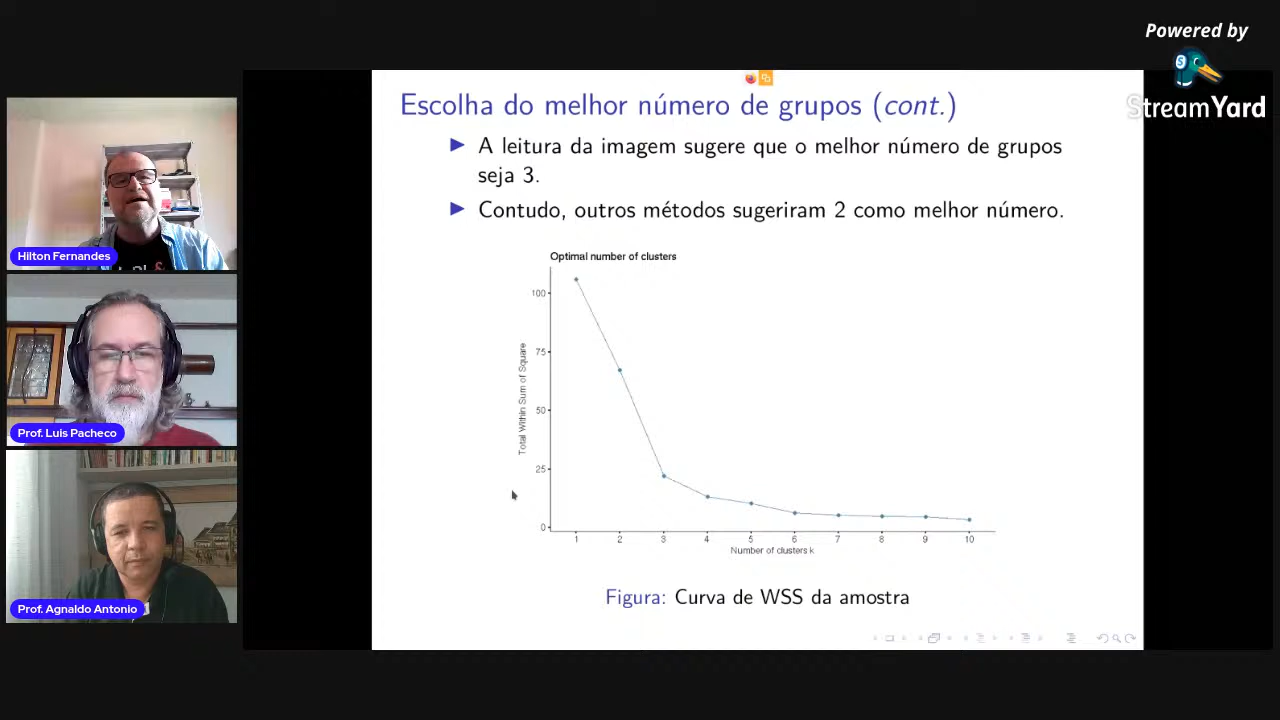 Powered by
StreamYard
Hilton Fernandes
Prof. Luis Pacheco
Prof. Agnaldo Antonio
Escolha do melhor número de grupos (cont.)
A leitura da imagem sugere que o melhor número de grupos
seja 3.
Contudo, outros métodos sugeriram 2 como melhor número.
Optimal number of clusters
Total Within Sum of Square
100
75
50
25
0
1 2 3 4 5 6 7 8 9 10
Number of clusters k
Figura: Curva de WSS da amostra